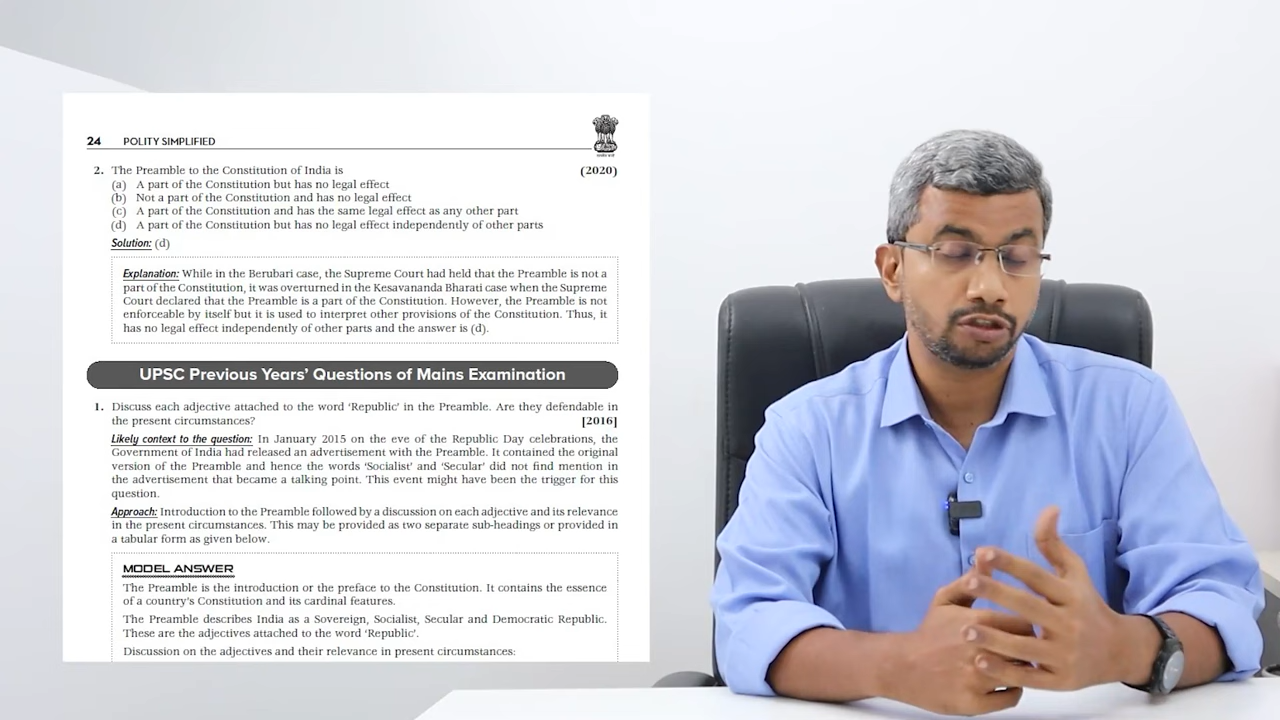 24 POLITY SIMPLIFIED
2. The Preamble to the Constitution of India is (2020)
(a) A part of the Constitution but has no legal effect
(b) Not a part of the Constitution and has no legal effect
(c) A part of the Constitution and has the same legal effect as any other part
(d) A part of the Constitution but has no legal effect independently of other parts
Solution: (d)
Explanation: While in the Berubari case, the Supreme Court had held that the Preamble is not a
part of the Constitution, it was overturned in the Kesavananda Bharati case when the Supreme
Court declared that the Preamble is a part of the Constitution. However, the Preamble is not
enforceable by itself but it is used to interpret other provisions of the Constitution. Thus, it
has no legal effect independently of other parts and the answer is (d).
UPSC Previous Years’ Questions of Mains Examination
1. Discuss each adjective attached to the word ‘Republic’ in the Preamble. Are they defendable in
the present circumstances? [2016]
Likely context to the question: In January 2015 on the eve of the Republic Day celebrations, the
Government of India had released an advertisement with the Preamble. It contained the original
version of the Preamble and hence the words ‘Socialist’ and ‘Secular’ did not find mention in
the advertisement that became a talking point. This event might have been the trigger for this
question.
Approach: Introduction to the Preamble followed by a discussion on each adjective and its relevance
in the present circumstances. This may be provided as two separate sub-headings or provided in
a tabular form as given below.
MODEL ANSWER
The Preamble is the introduction or the preface to the Constitution. It contains the essence
of a country’s Constitution and its cardinal features.
The Preamble describes India as a Sovereign, Socialist, Secular and Democratic Republic.
These are the adjectives attached to the word ‘Republic’.
Discussion on the adjectives and their relevance in present circumstances: